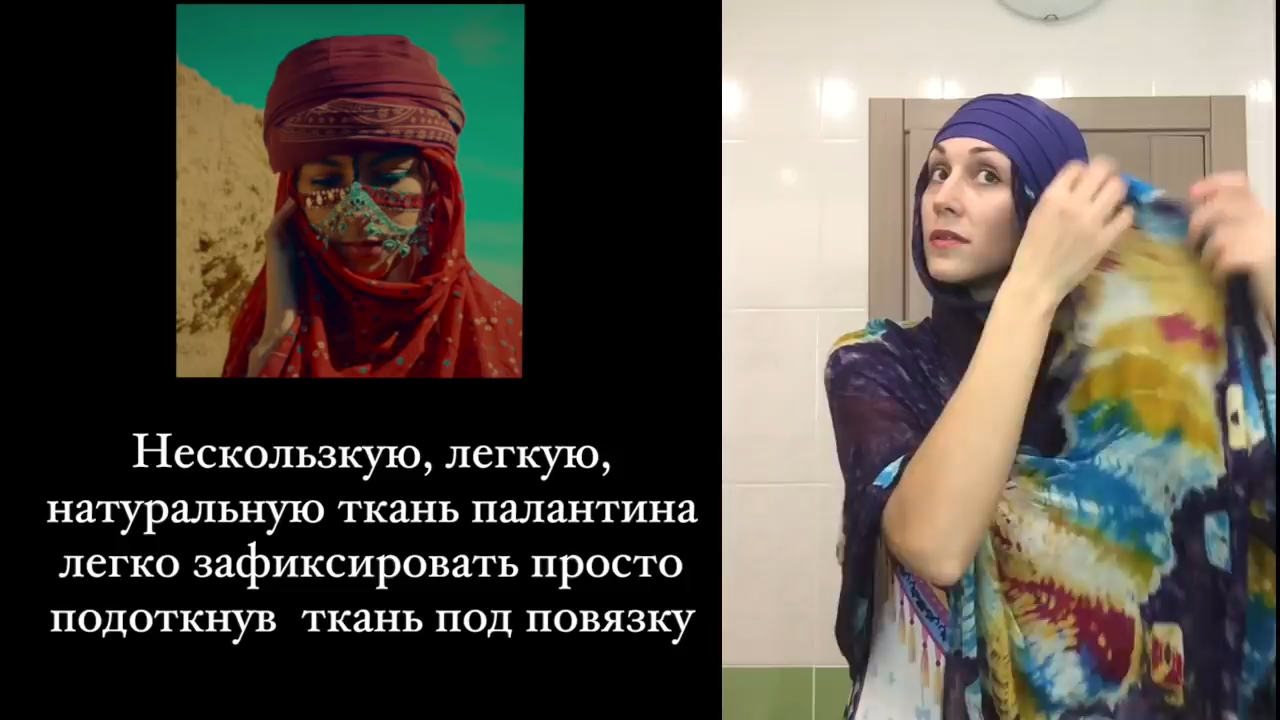 Нескользкую, легкую,
натуральную ткань палантина
легко зафиксировать просто
подоткнув  ткань под повязку